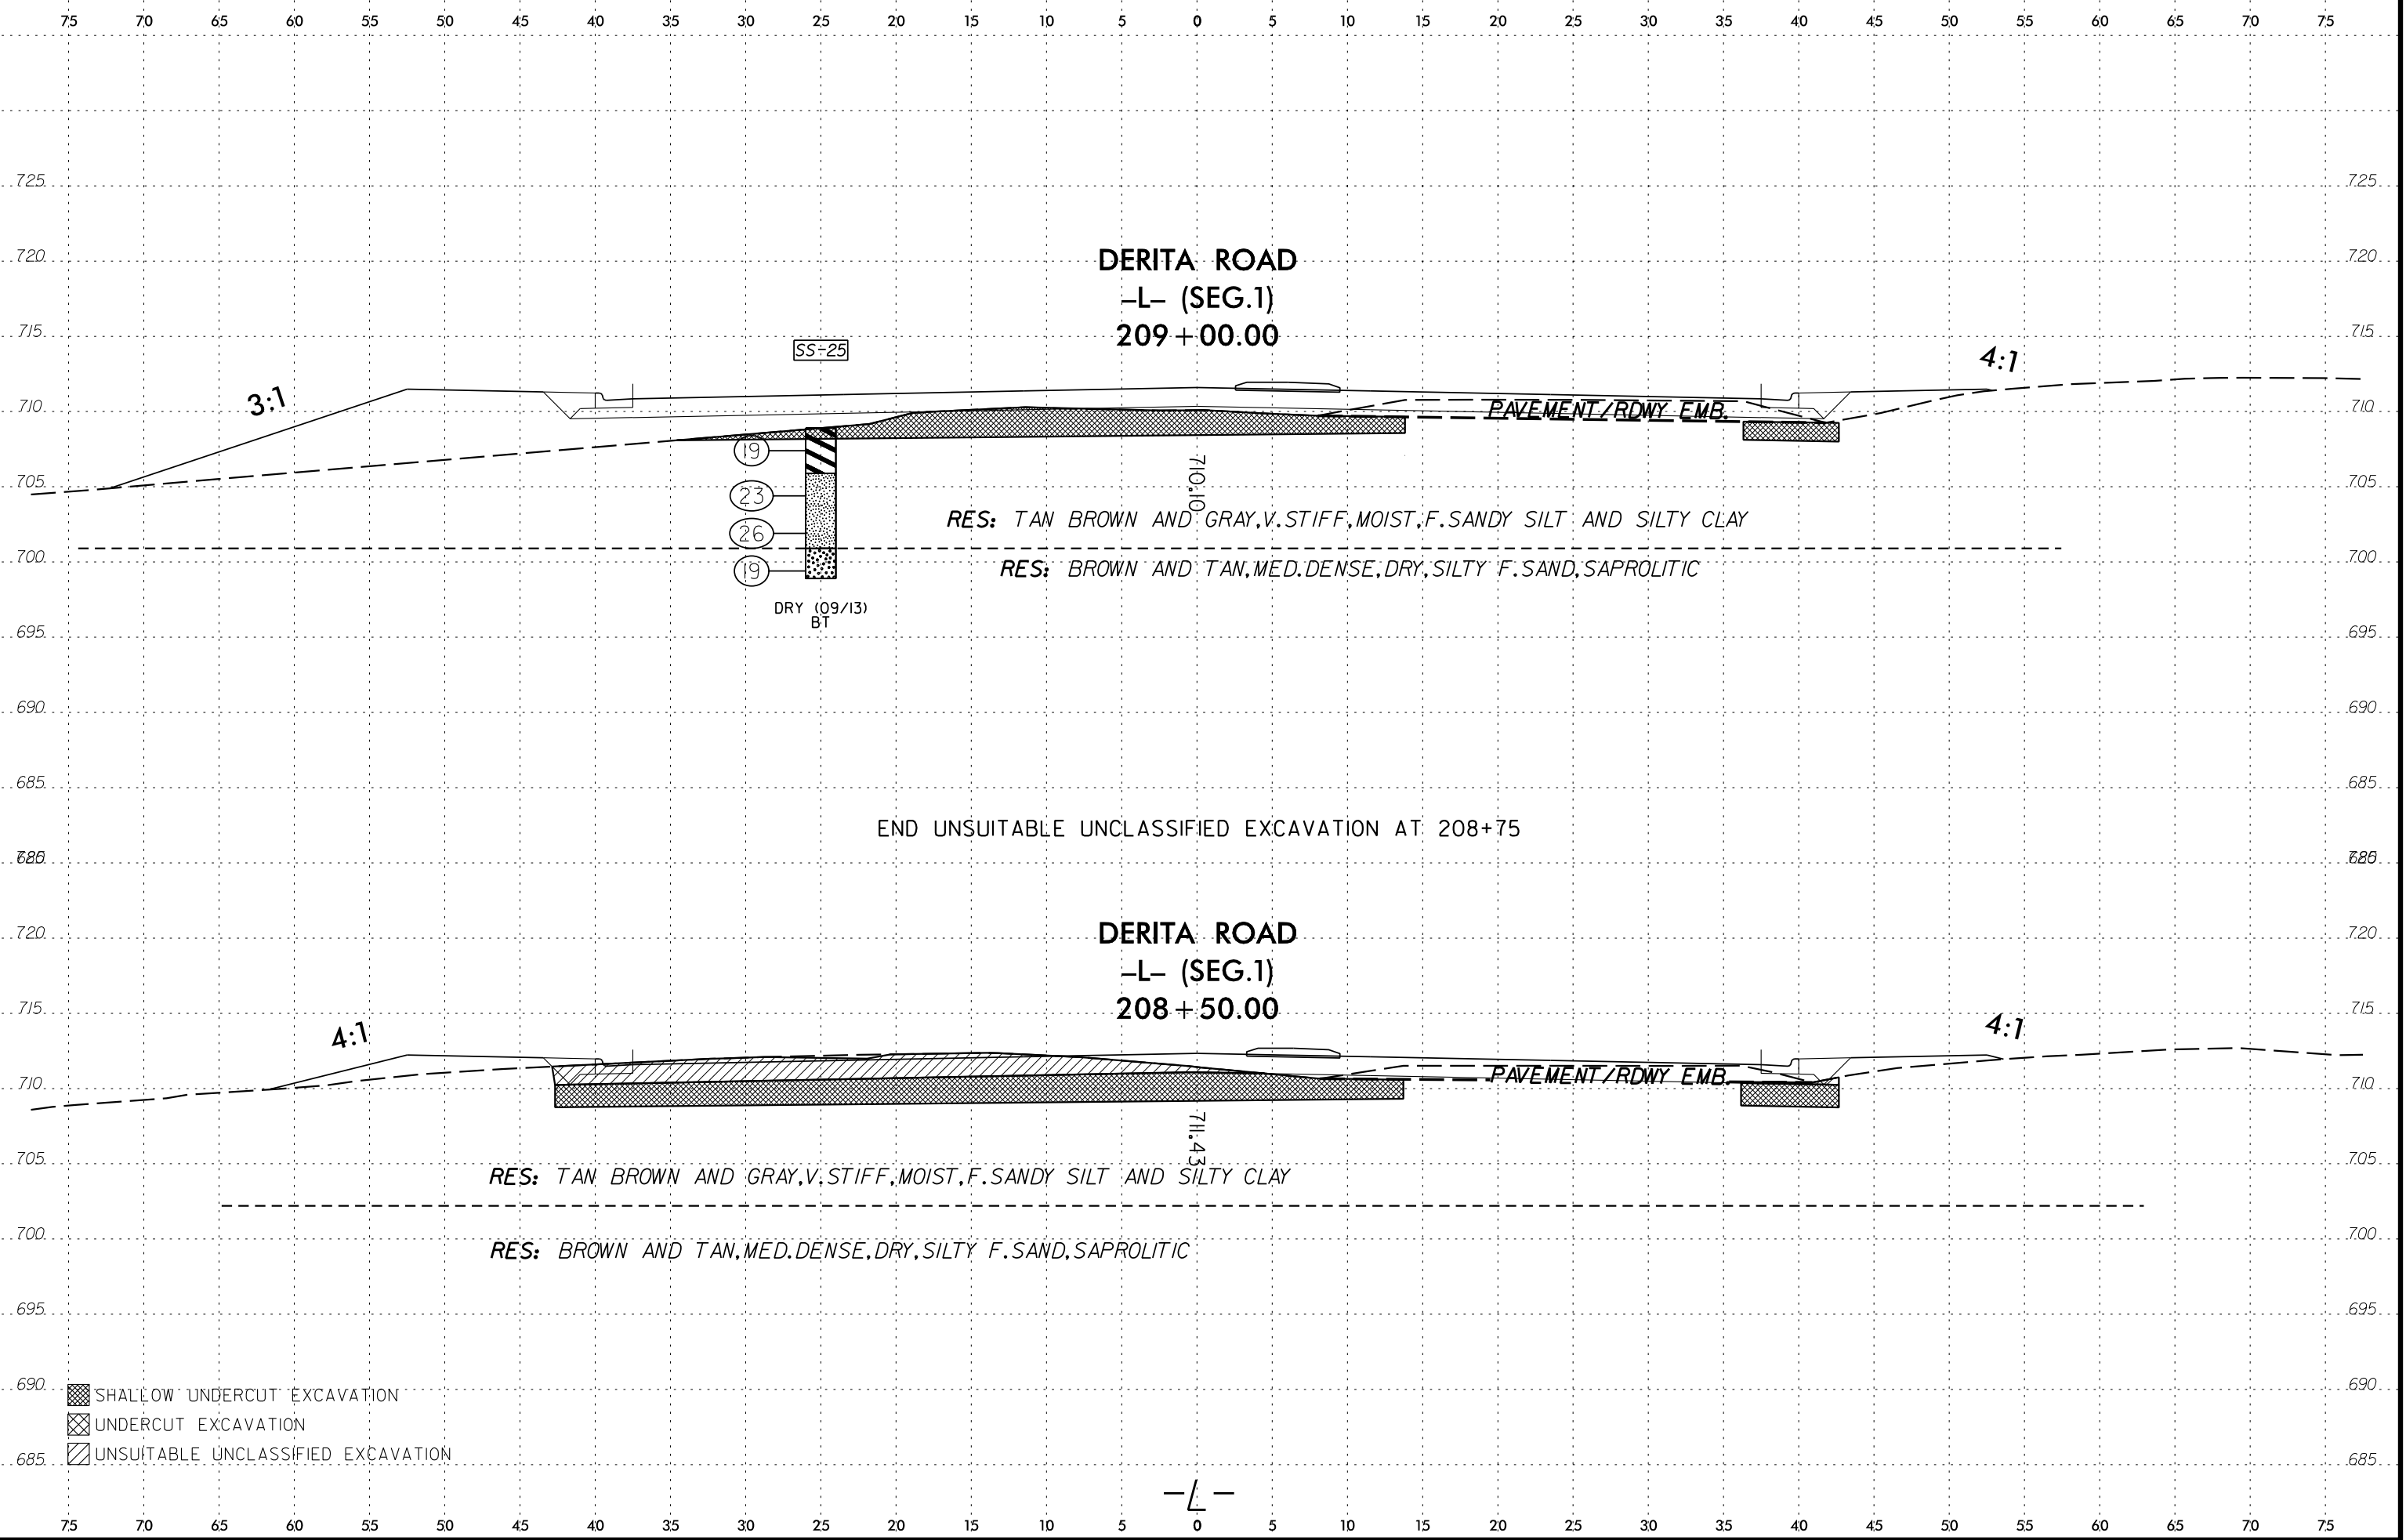 75 70 65 60 55 50 45 40 35 30 25 20 15 10 5 0 5 10 15 20 25 30 35 40 45 50 55 60 65 70 75
725 725
DERITA ROAD
720 720
-L- (SEG.1)
715 209+00.00 715
SS-25
4:1
3:1
710 PAVEMENT/RDWY EMB. 710
19
710.10
705 23 705
RES: TAN BROWN AND GRAY,V.STIFF,MOIST,F.SANDY SILT AND SILTY CLAY
26
700 700
19 RES: BROWN AND TAN,MED.DENSE,DRY,SILTY F.SAND,SAPROLITIC
DRY (09/13)
BT
695 695
690 690
685 685
END UNSUITABLE UNCLASSIFIED EXCAVATION AT 208+75
DERITA ROAD
720 720
-L- (SEG.1)
715 208+50.00 715
4:1 4:1
710 PAVEMENT/RDWY EMB. 710
711.43
705 705
RES: TAN BROWN AND GRAY,V.STIFF,MOIST,F.SANDY SILT AND SILTY CLAY
700 700
RES: BROWN AND TAN,MED.DENSE,DRY,SILTY F.SAND,SAPROLITIC
695 695
690 690
SHALLOW UNDERCUT EXCAVATION
UNDERCUT EXCAVATION
UNSUITABLE UNCLASSIFIED EXCAVATION
685 685
-L-
75 70 65 60 55 50 45 40 35 30 25 20 15 10 5 0 5 10 15 20 25 30 35 40 45 50 55 60 65 70 75